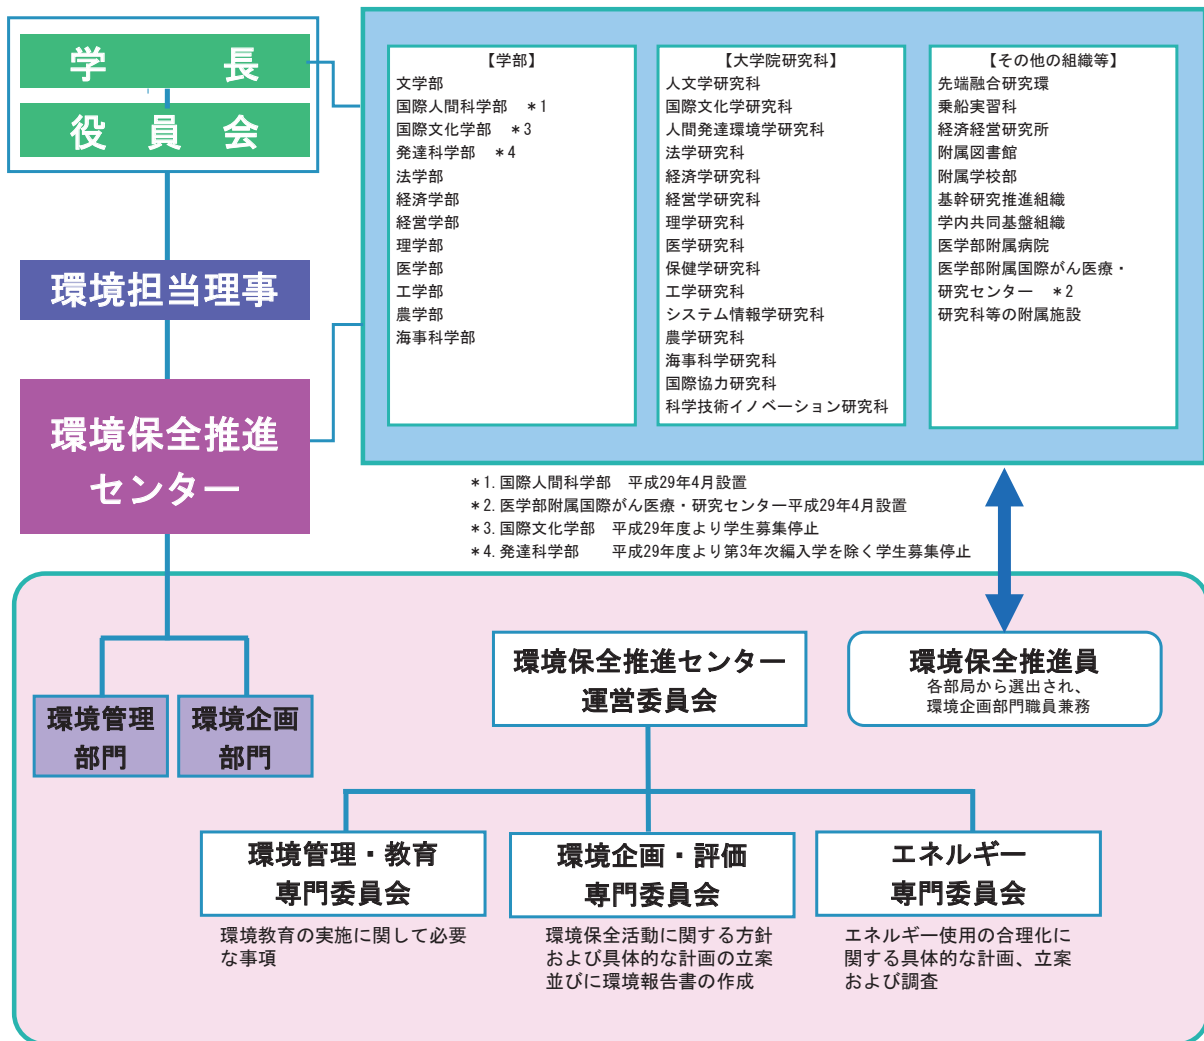 学長
役員会
環境担当理事
環境保全推進
センター
【学部】
文学部
国際人間科学部 ＊1
国際文化学部 ＊3
発達科学部 ＊4
法学部
経済学部
経営学部
理学部
医学部
工学部
農学部
海事科学部
【大学院研究科】
人文学研究科
国際文化学研究科
人間発達環境学研究科
法学研究科
経済学研究科
経営学研究科
理学研究科
医学研究科
保健学研究科
工学研究科
システム情報学研究科
農学研究科
海事科学研究科
国際協力研究科
科学技術イノベーション研究科
【その他の組織等】
先端融合研究環
乗船実習科
経済経営研究所
附属図書館
附属学校部
基幹研究推進組織
学内共同基盤組織
医学部附属病院
医学部附属国際がん医療・
研究センター ＊2
研究科等の附属施設
＊1. 国際人間科学部 平成29年4月設置
＊2. 医学部附属国際がん医療・研究センター平成29年4月設置
＊3. 国際文化学部 平成29年度より学生募集停止
＊4. 発達科学部 平成29年度より第3年次編入学を除く学生募集停止
環境管理
部門
環境企画
部門
環境保全推進センター
運営委員会
環境保全推進員
各部局から選出され、
環境企画部門職員兼務
環境管理・教育
専門委員会
環境教育の実施に関して必要
な事項
環境企画・評価
専門委員会
環境保全活動に関する方針
および具体的な計画の立案
並びに環境報告書の作成
エネルギー
専門委員会
エネルギー使用の合理化に
関する具体的な計画、立案
および調査